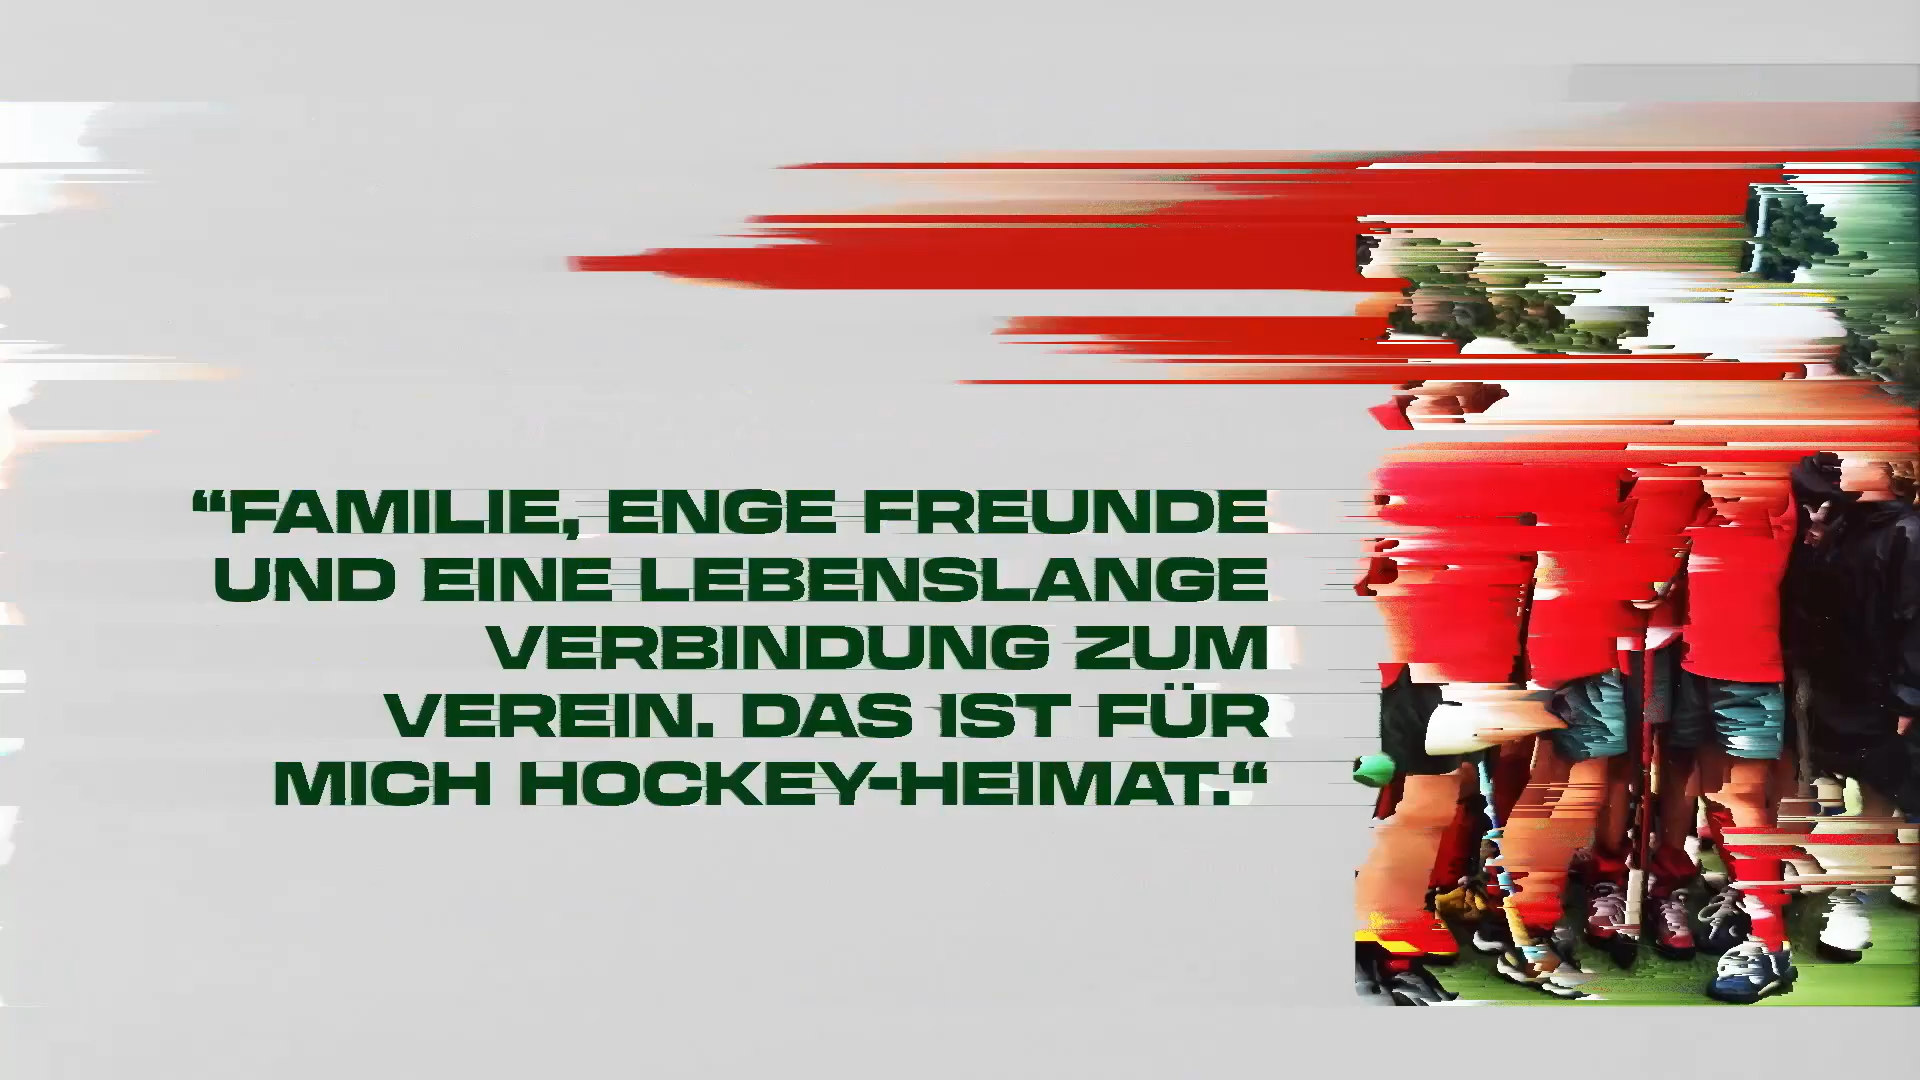 “FAMILIE, ENGE FREUNDE
UND EINE LEBENSLANGE
VERBINDUNG ZUM
VEREIN. DAS IST FÜR
MICH HOCKEY-HEIMAT.“